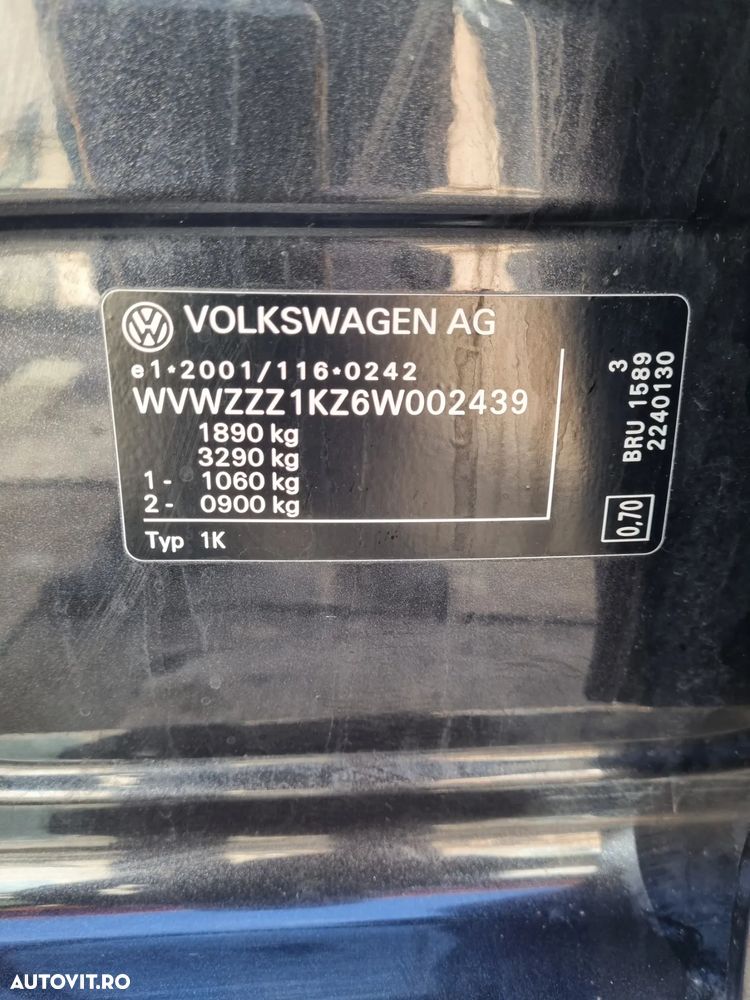 VOLKSWAGEN AG
e1*2001/116*0242
WVWZZZ1KZ6W002439
1890 kg
3290 kg
1 - 1060 kg
2 - 0900 kg
Typ 1K
3
BRU 1589
2240130
0,70
AUTOVIT.RO